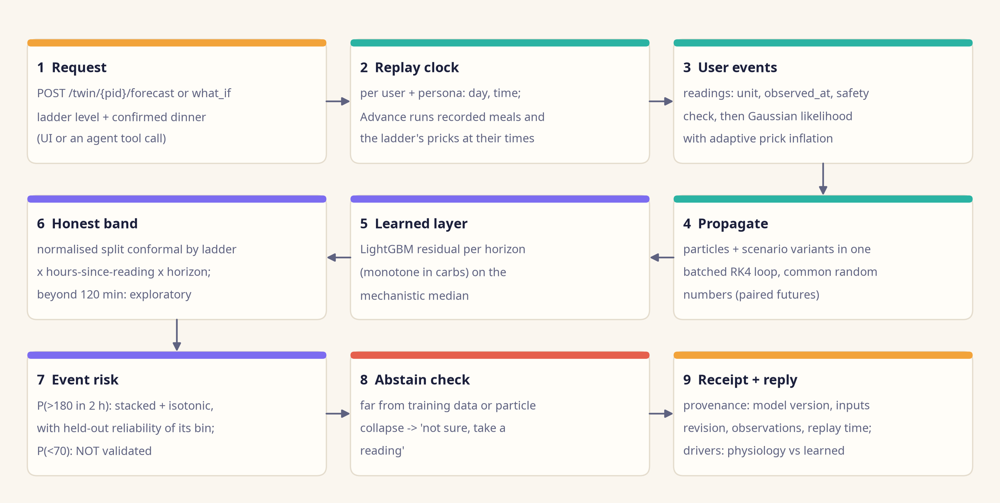 1 Request
POST /twin/{pid}/forecast or what_if
ladder level + confirmed dinner
(UI or an agent tool call)
2 Replay clock
per user + persona: day, time;
Advance runs recorded meals and
the ladder's pricks at their times
3 User events
readings: unit, observed_at, safety
check, then Gaussian likelihood
with adaptive prick inflation
4 Propagate
particles + scenario variants in one
batched RK4 loop, common random
numbers (paired futures)
5 Learned layer
LightGBM residual per horizon
(monotone in carbs) on the
mechanistic median
6 Honest band
normalised split conformal by ladder
x hours-since-reading x horizon;
beyond 120 min: exploratory
7 Event risk
P(>180 in 2 h): stacked + isotonic,
with held-out reliability of its bin;
P(<70): NOT validated
8 Abstain check
far from training data or particle
collapse -> 'not sure, take a
reading'
9 Receipt + reply
provenance: model version, inputs
revision, observations, replay time;
drivers: physiology vs learned